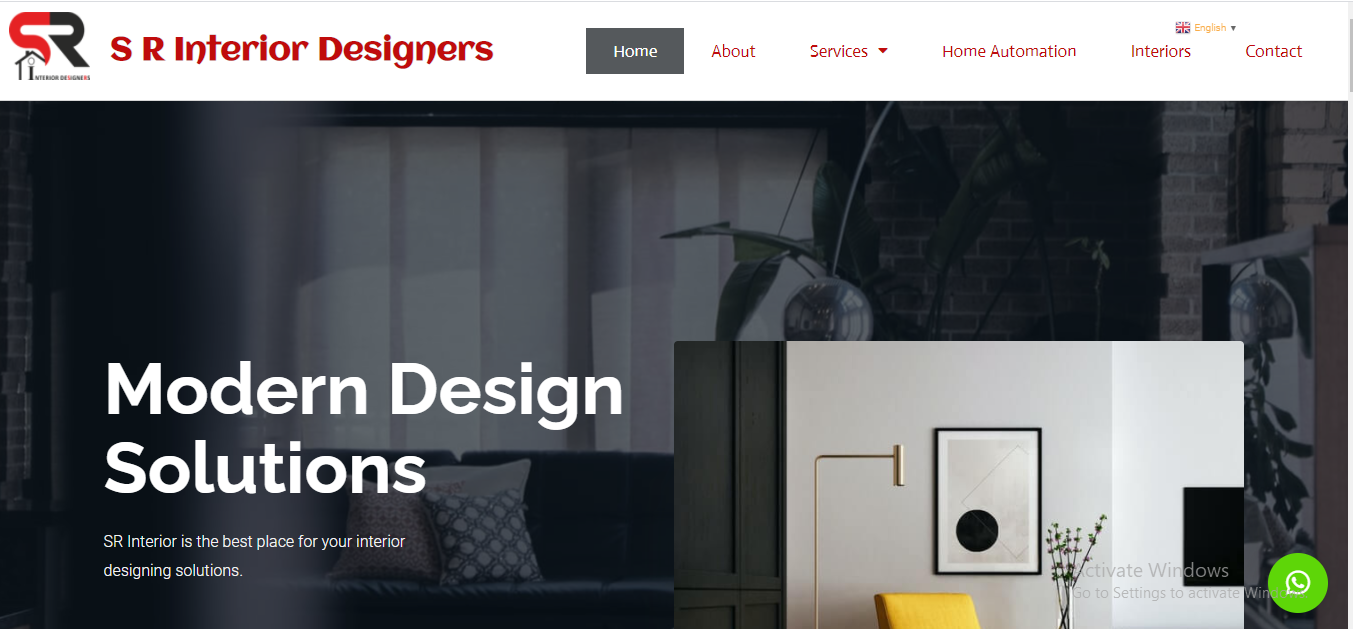 SR
INTERIOR DESIGNERS
S R Interior Designers
English ▼
Home
About
Services
Home Automation
Interiors
Contact
Modern Design
Solutions
SR Interior is the best place for your interior
designing solutions.
Activate Windows
Go to Settings to activate Windows.